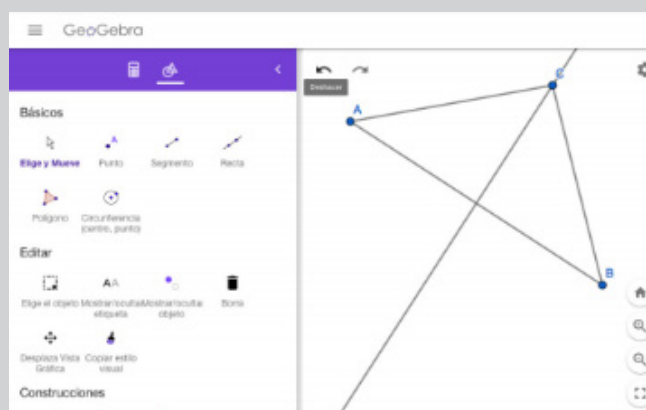 GeoGebra
Deshacer
Básicos
Elige y Mueve
Punto
Segmento
Recta
Polígono
Circunferencia
(centro, punto)
Editar
Elige el objeto
Mostrar/ocultar
etiqueta
Mostrar/ocultar
objeto
Borra
Desplaza Vista
Gráfica
Copiar estilo
visual
Construcciones
A
C
B